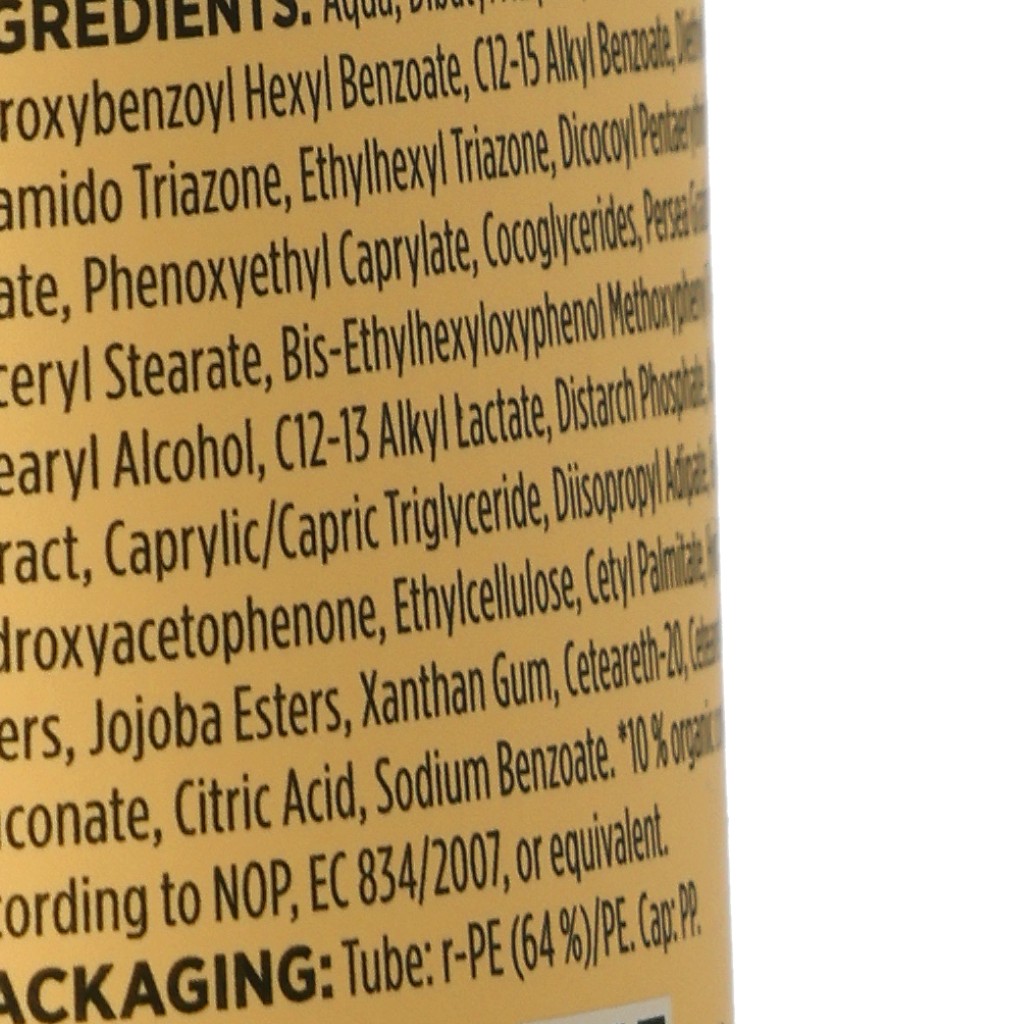 GREDIENTS: Aqua,
roxybenzoyl Hexyl Benzoate, C12-15 Alkyl Benzoate,
amido Triazone, Ethylhexyl Triazone, Dicocoyl
ate, Phenoxyethyl Caprylate, Cocoglycerides, Persea
ceryl Stearate, Bis-Ethylhexyloxyphenol
earyl Alcohol, C12-13 Alkyl Lactate, Distarch Phosphate,
ract, Caprylic/Capric Triglyceride, Diisopropyl Adipate,
droxyacetophenone, Ethylcellulose, Cetyl Palmitate,
ers, Jojoba Esters, Xanthan Gum, Ceteareth-20,
conate, Citric Acid, Sodium Benzoate. *10 % organic
cording to NOP, EC 834/2007, or equivalent.
ACKAGING: Tube: r-PE (64 %)/PE. Cap: PP.